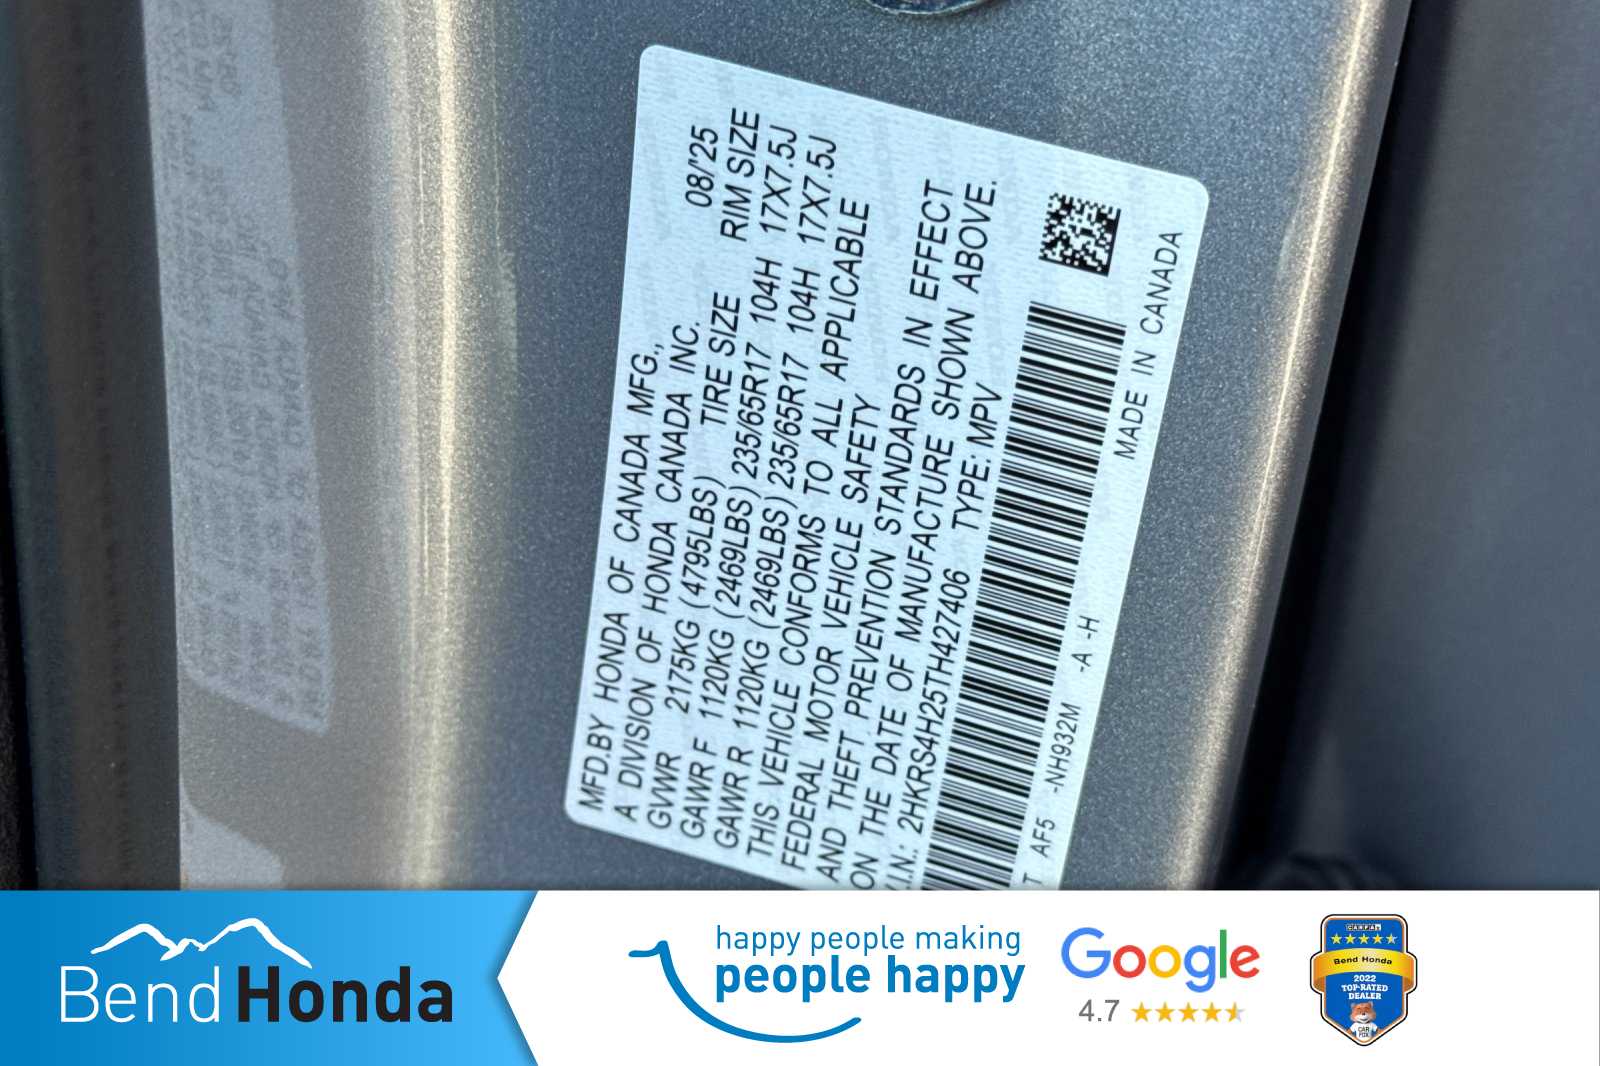 MFD.BY HONDA OF CANADA MFG.,
A DIVISION OF HONDA CANADA INC. 08/'25
GVWR 2175KG (4795LBS) TIRE SIZE RIM SIZE
GAWR F 1120KG (2469LBS) 235/65R17 104H 17X7.5J
GAWR R 1120KG (2469LBS) 235/65R17 104H 17X7.5J
THIS VEHICLE CONFORMS TO ALL APPLICABLE
FEDERAL MOTOR VEHICLE SAFETY
AND THEFT PREVENTION STANDARDS IN EFFECT
ON THE DATE OF MANUFACTURE SHOWN ABOVE.
V.I.N.: 2HKRS4H25TH427406 TYPE: MPV
AF5 -NH932M -A -H MADE IN CANADA
Bend Honda
happy people making
people happy
Google
4.7
CARFAX
Bend Honda
2022
TOP-RATED
DEALER
CAR
FOX